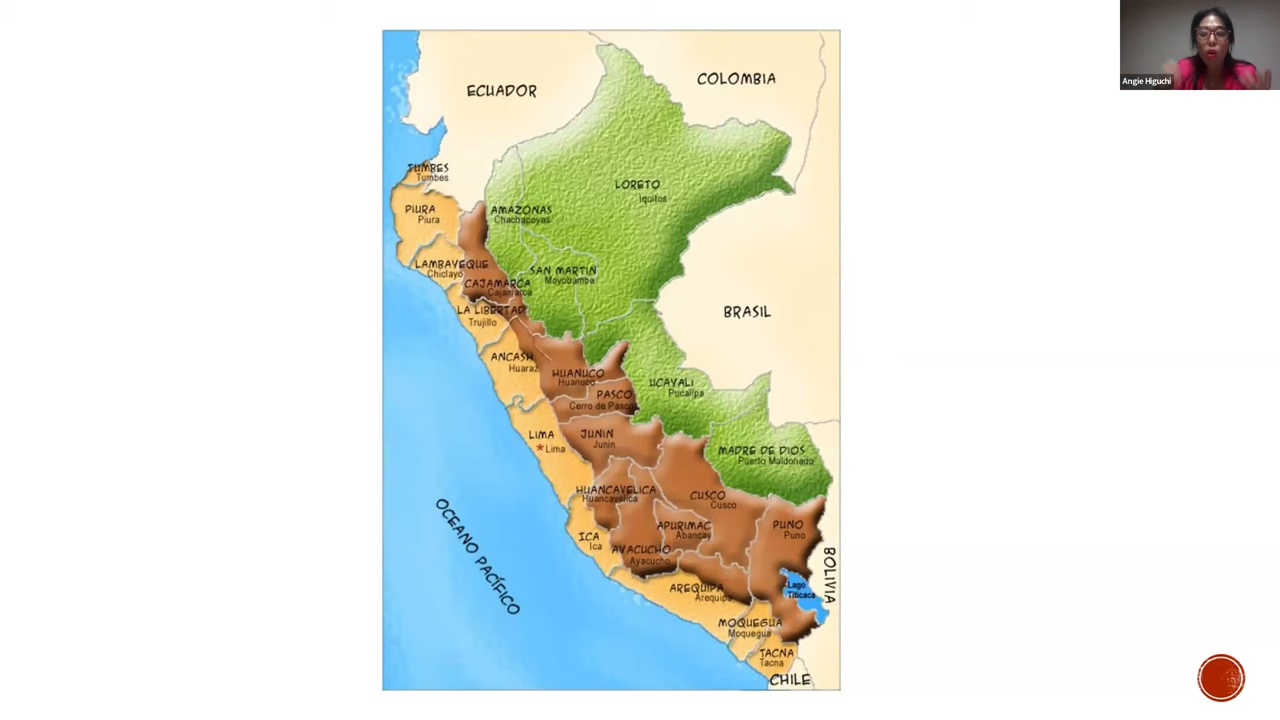 Angie Higuchi
COLOMBIA
ECUADOR
TUMBES
Tumbes
LORETO
Iquitos
PIURA
Piura
AMAZONAS
Chachapoyas
LAMBAYEQUE
Chiclayo
SAN MARTIN
Moyobamba
CAJAMARCA
Cajamarca
LA LIBERTAD
Trujillo
BRASIL
ANCASH
Huaraz
HUANUCO
Huanuco
UCAYALI
Pucallpa
PASCO
Cerro de Pasco
LIMA
* Lima
JUNIN
Junin
MADRE DE DIOS
Puerto Maldonado
HUANCAVELICA
Huancavelica
CUSCO
Cusco
OCEANO PACÍFICO
ICA
Ica
APURIMAC
Abancay
PUNO
Puno
AYACUCHO
Ayacucho
BOLIVIA
AREQUIPA
Arequipa
Lago
Titicaca
MOQUEGUA
Moquegua
TACNA
Tacna
CHILE